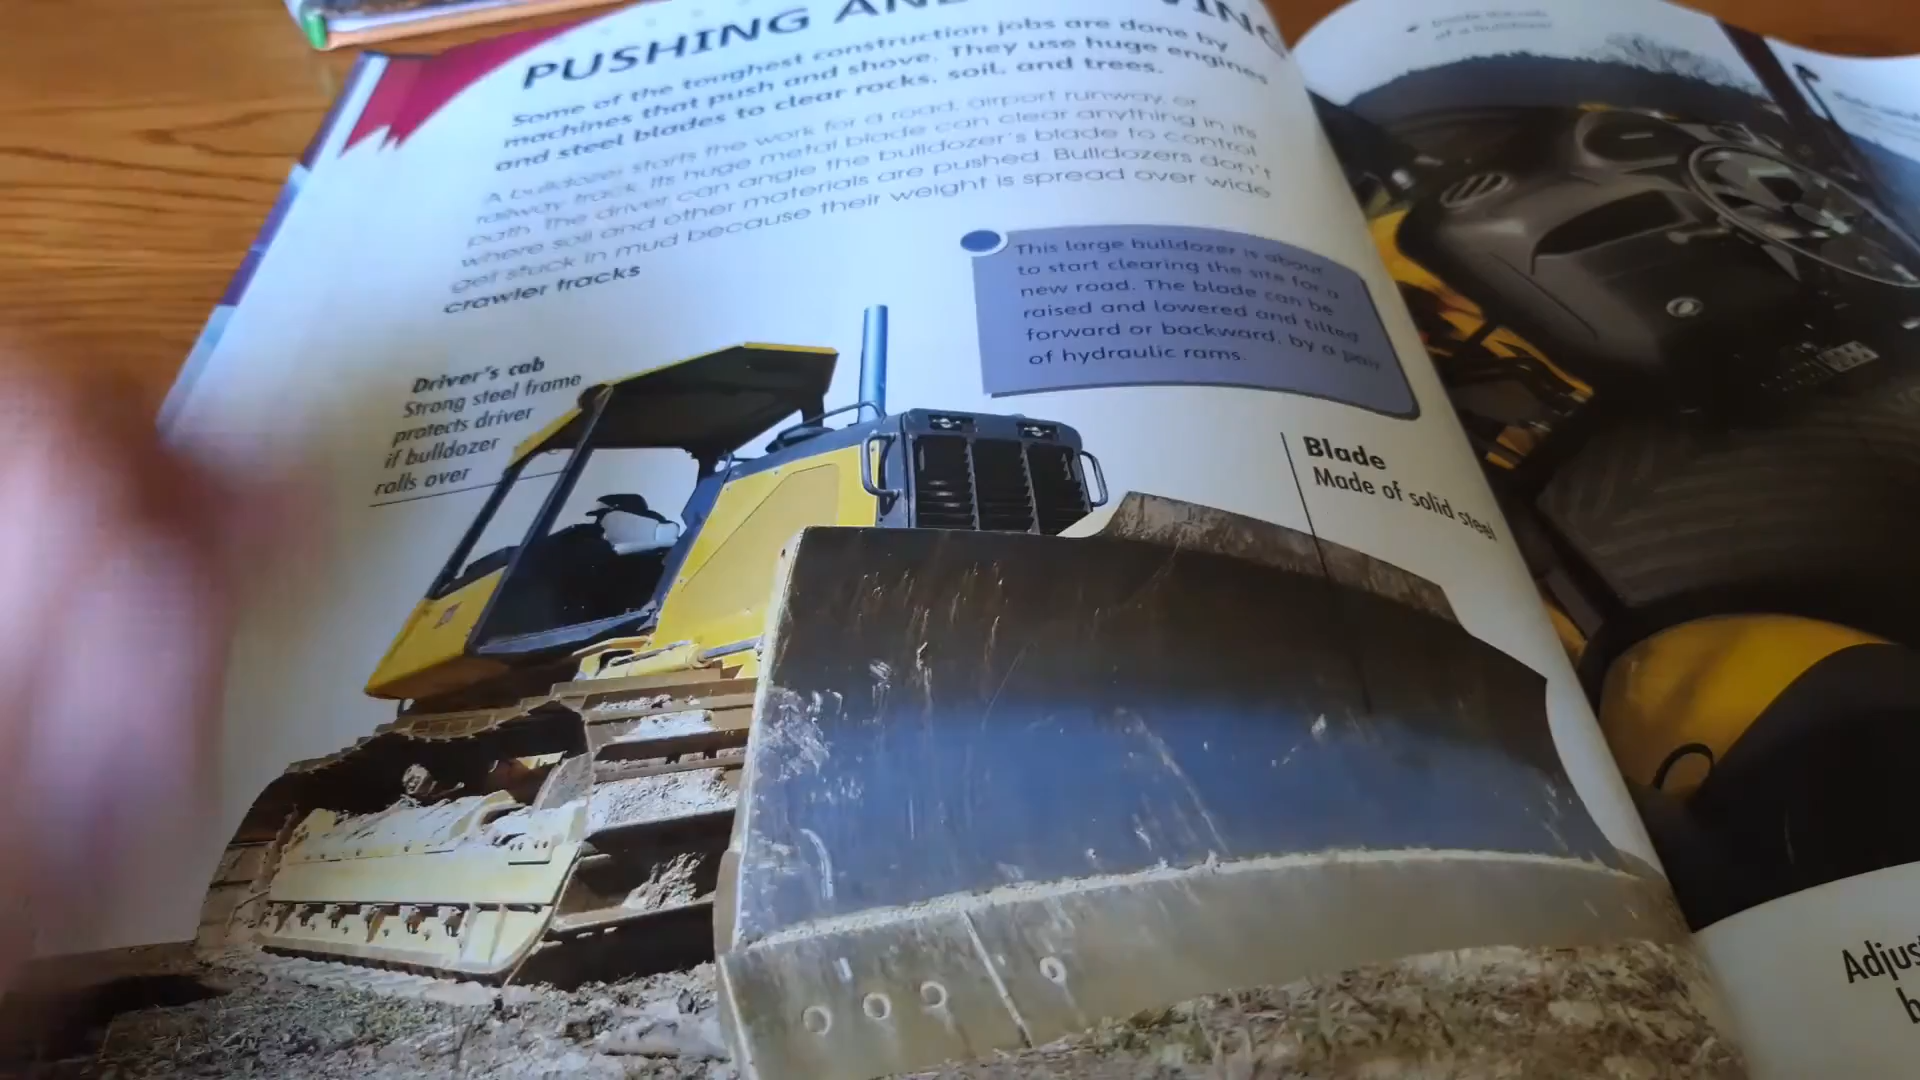 PUSHING AND
Some of the toughest construction jobs are done by
machines that push and shove. They use huge engines
and steel blades to clear rocks, soil, and trees.
A bulldozer starts the work for a road, airport runway, or
railway track. Its huge metal blade can clear anything in its
path. The driver can angle the bulldozer's blade to control
where soil and other materials are pushed. Bulldozers don't
get stuck in mud because their weight is spread over wide
crawler tracks
This large bulldozer is about
to start clearing the site for a
new road. The blade can be
raised and lowered and tilted
forward or backward, by a pair
of hydraulic rams.
Driver's cab
Strong steel frame
protects driver
if bulldozer
rolls over
Blade
Made of solid steel